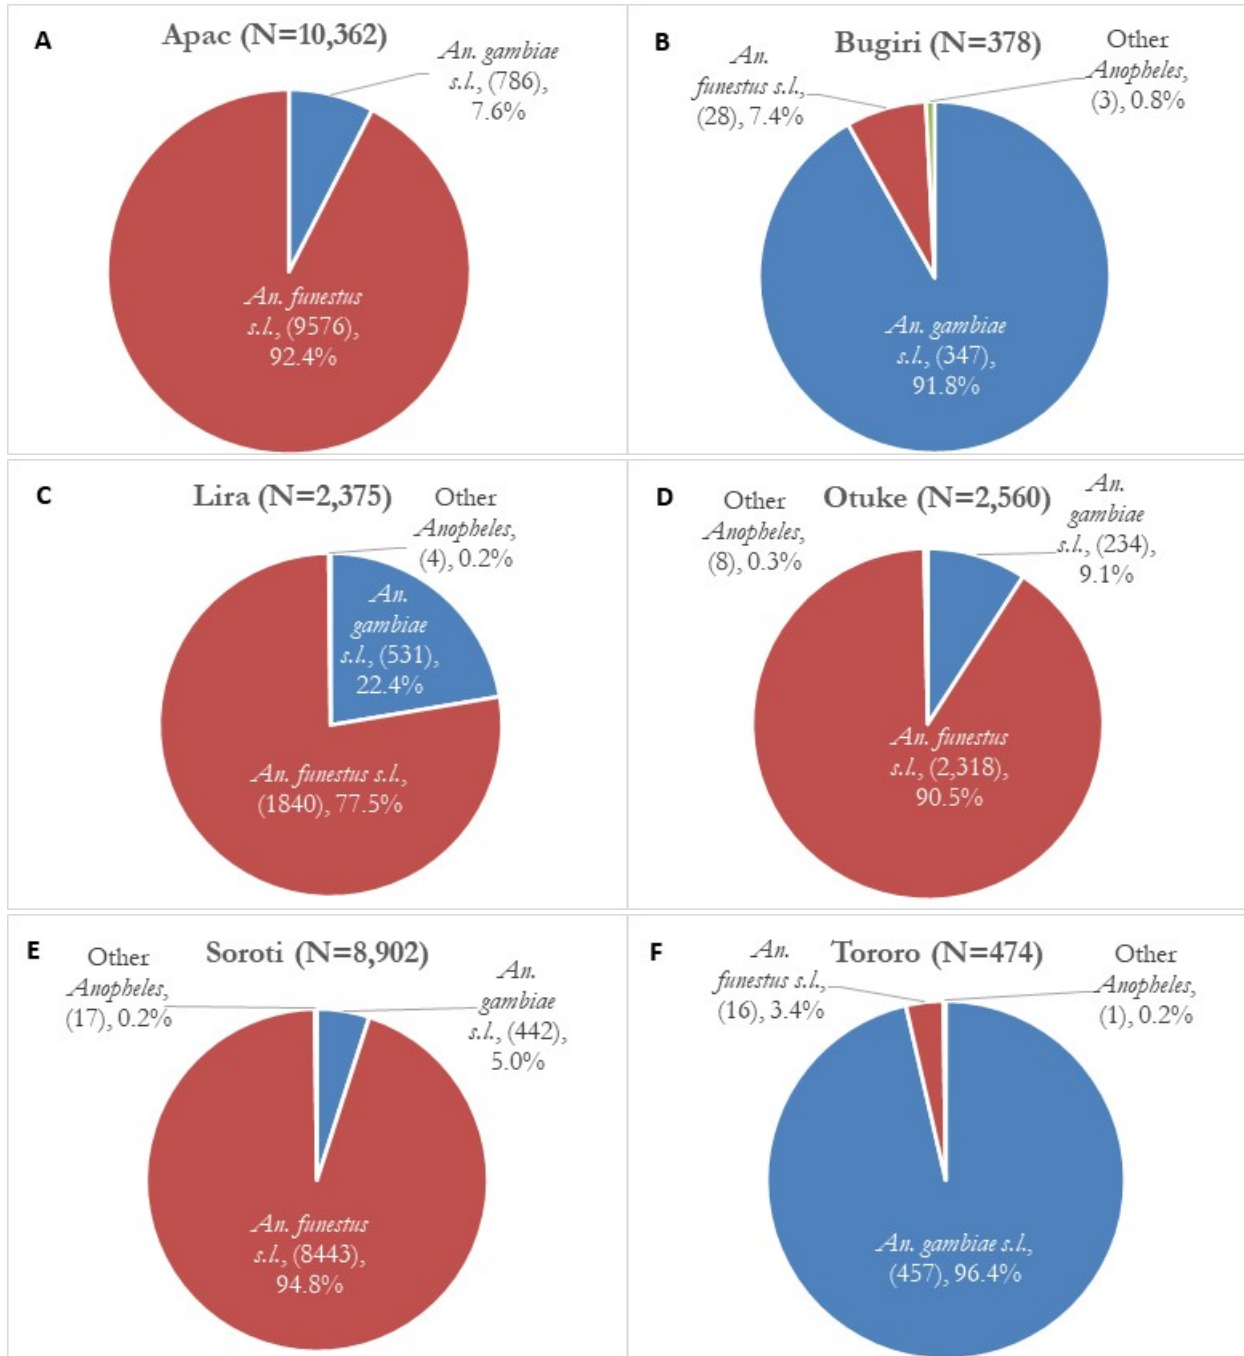 A
Apac (N=10,362)
An. gambiae
s.l., (786),
7.6%
An. funestus
s.l., (9576),
92.4%
B
Bugiri (N=378)
An.
funestus s.l.,
(28), 7.4%
Other
Anopheles,
(3), 0.8%
An. gambiae
s.l., (347),
91.8%
C
Lira (N=2,375)
Other
Anopheles,
(4), 0.2%
An.
gambiae
s.l., (531),
22.4%
An. funestus s.l.,
(1840), 77.5%
D
Otuke (N=2,560)
Other
Anopheles,
(8), 0.3%
An.
gambiae
s.l., (234),
9.1%
An. funestus
s.l., (2,318),
90.5%
E
Soroti (N=8,902)
Other
Anopheles,
(17), 0.2%
An.
gambiae
s.l., (442),
5.0%
An. funestus
s.l., (8443),
94.8%
F
Tororo (N=474)
An.
funestus s.l.,
(16), 3.4%
Other
Anopheles,
(1), 0.2%
An. gambiae s.l.,
(457), 96.4%